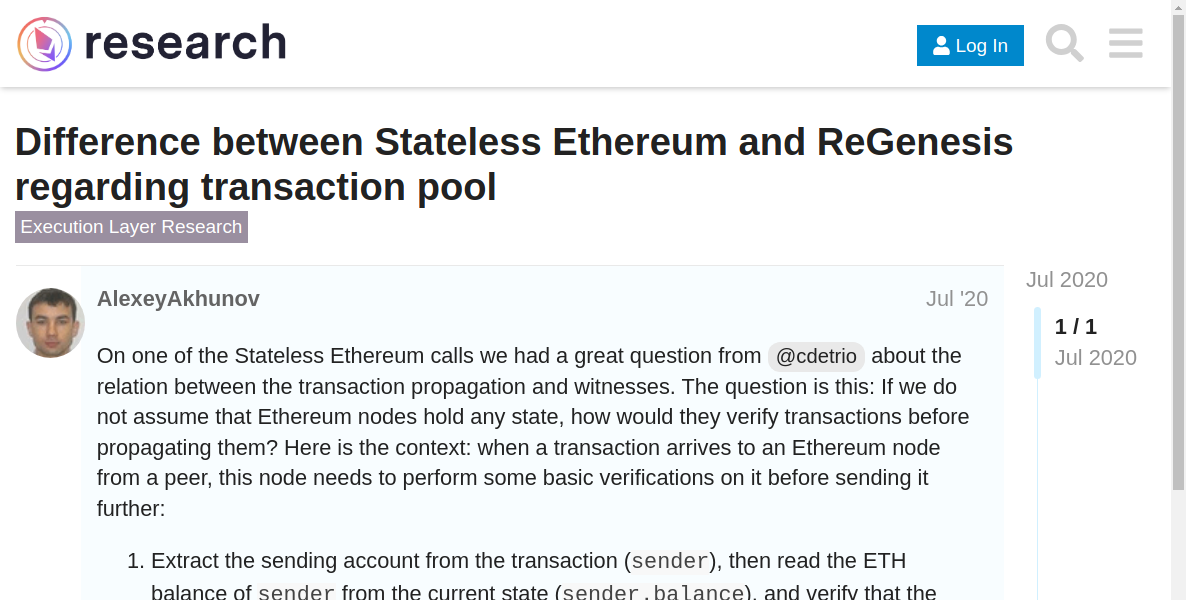 research
Log In
Difference between Stateless Ethereum and ReGenesis
regarding transaction pool
Execution Layer Research
AlexeyAkhunov
Jul '20
On one of the Stateless Ethereum calls we had a great question from @cdetrio about the
relation between the transaction propagation and witnesses. The question is this: If we do
not assume that Ethereum nodes hold any state, how would they verify transactions before
propagating them? Here is the context: when a transaction arrives to an Ethereum node
from a peer, this node needs to perform some basic verifications on it before sending it
further:
1. Extract the sending account from the transaction (sender), then read the ETH
balance of sender from the current state (sender.balance), and verify that the
Jul 2020
1 / 1
Jul 2020